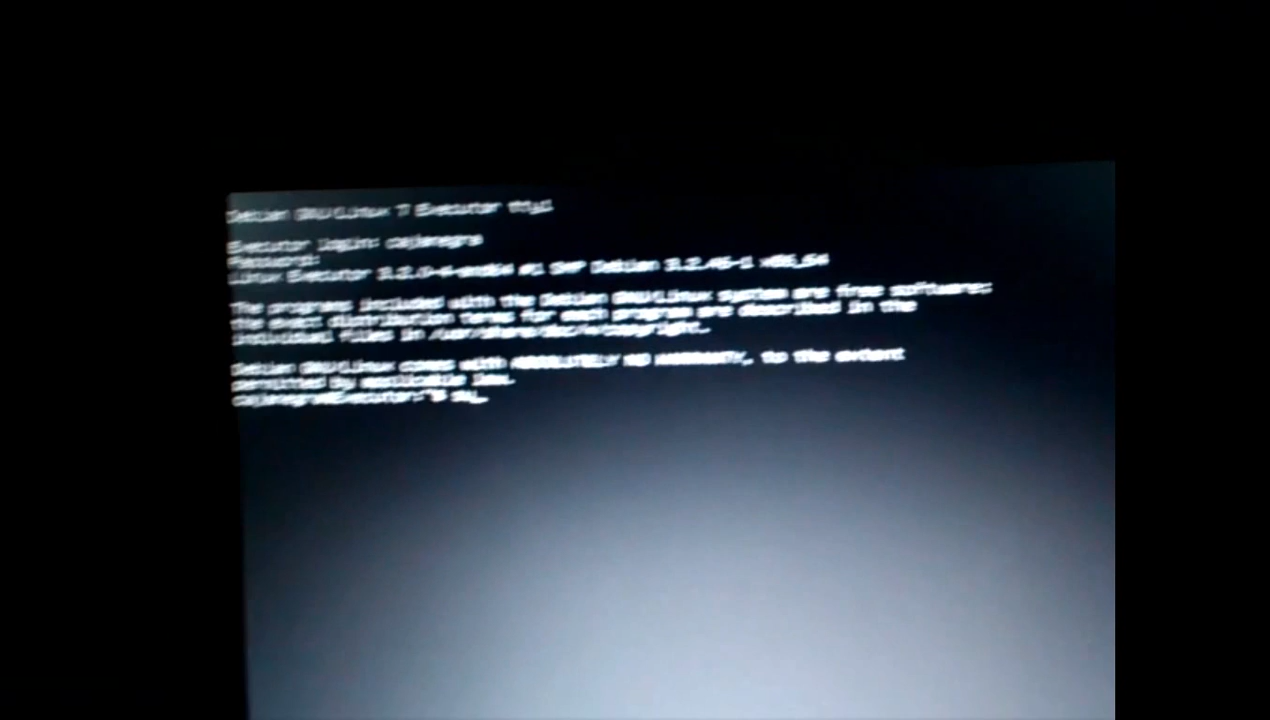 Debian GNU/Linux 7 Executor tty1
Executor login: cajanegra
Password:
Linux Executor 3.2.0-4-amd64 #1 SMP Debian 3.2.46-1 x86_64
The programs included with the Debian GNU/Linux system are free software;
the exact distribution terms for each program are described in the
individual files in /usr/share/doc/*/copyright.
Debian GNU/Linux comes with ABSOLUTELY NO WARRANTY, to the extent
permitted by applicable law.
cajanegra@Executor:~$ su_